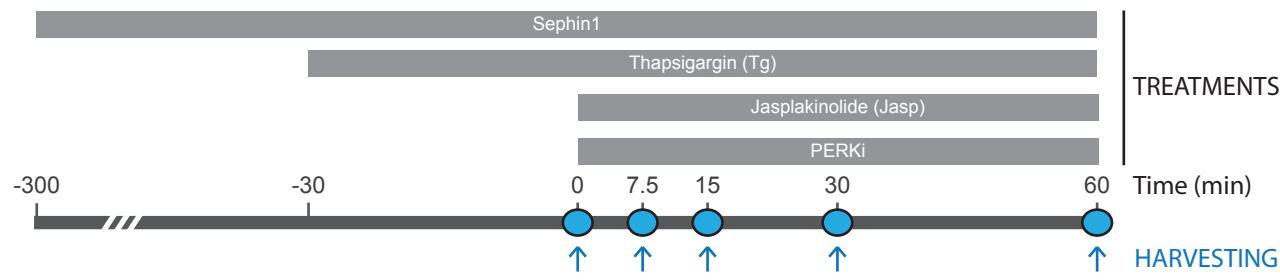 Sephin1
Thapsigargin (Tg)
TREATMENTS
Jasplakinolide (Jasp)
PERKi
-300 -30 0 7.5 15 30 60 Time (min)
HARVESTING